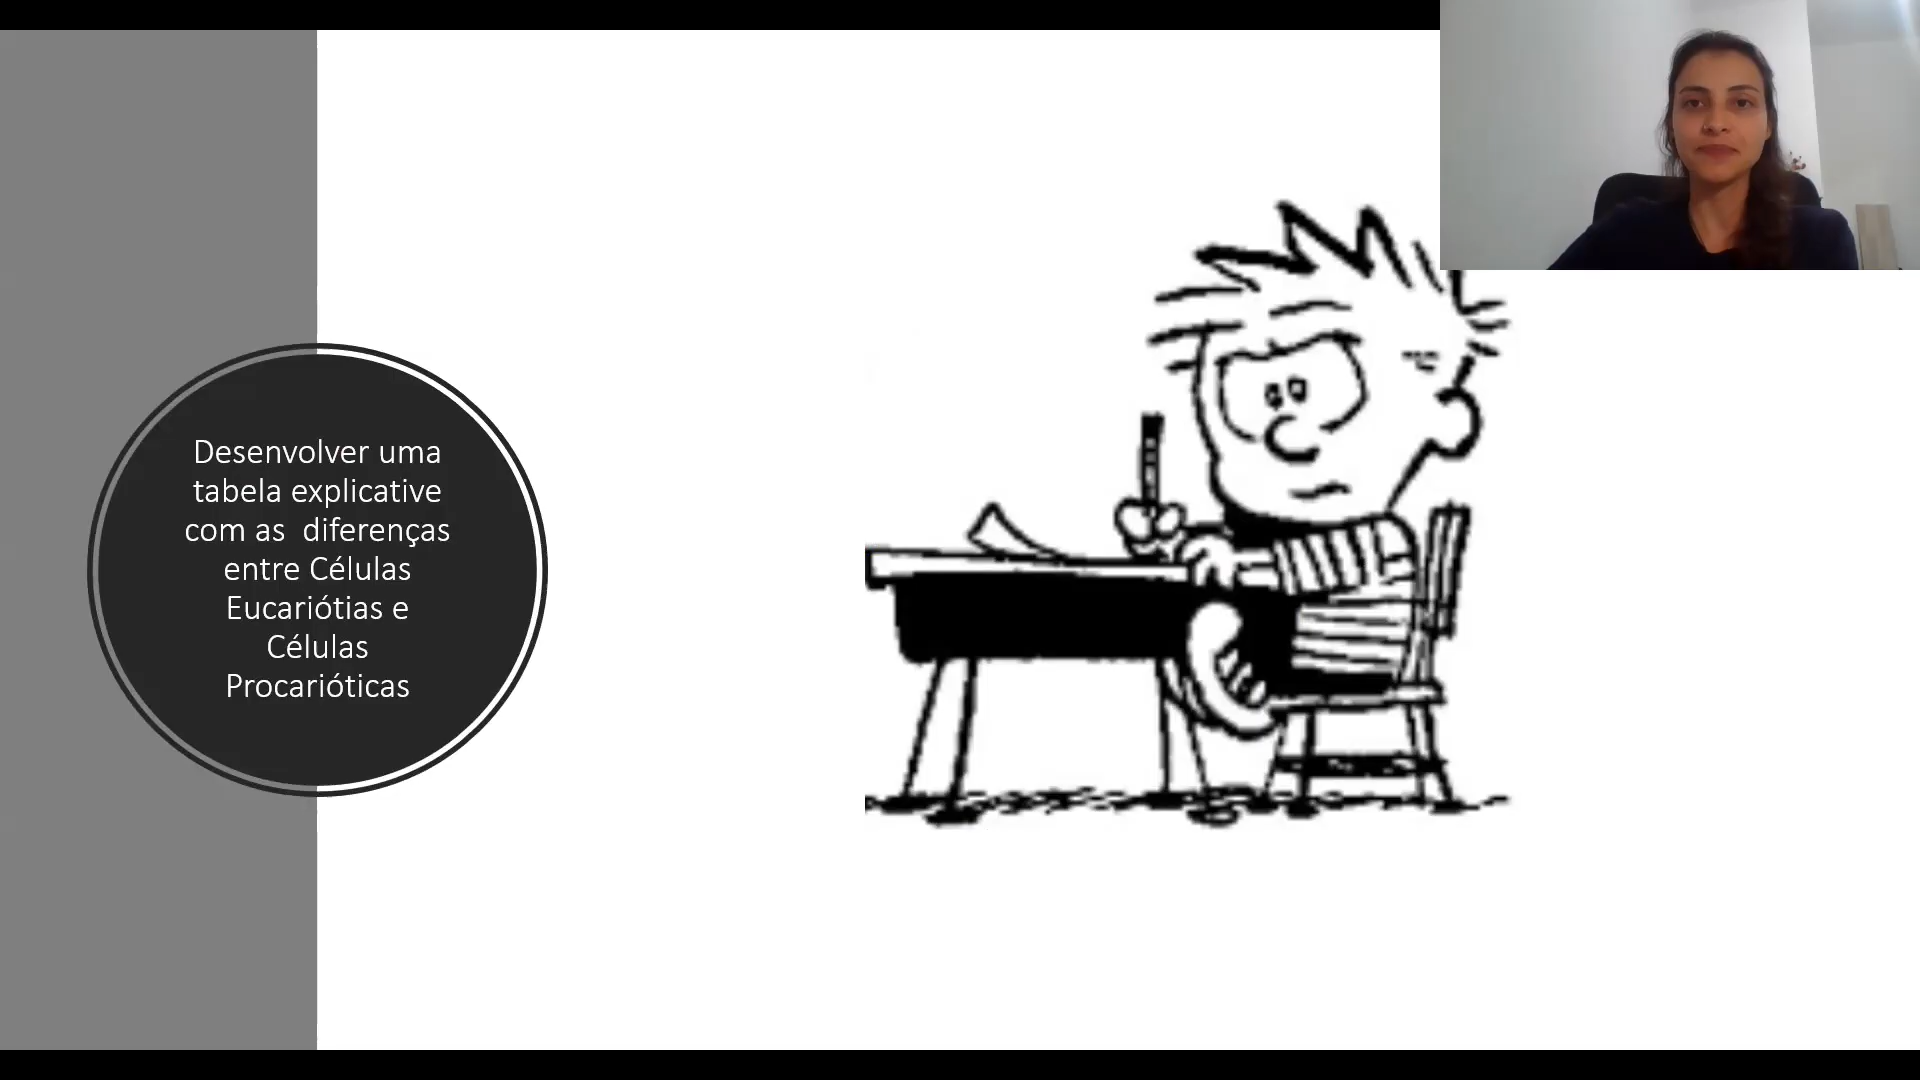 Desenvolver uma
tabela explicative
com as  diferenças
entre Células
Eucariótias e
Células
Procarióticas